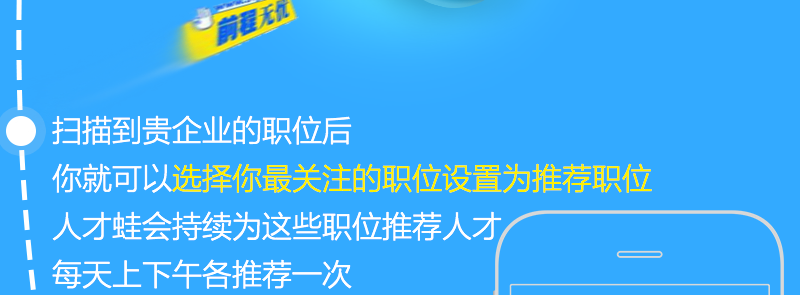 前程无忧
扫描到贵企业的职位后
你就可以选择你最关注的职位设置为推荐职位
人才蛙会持续为这些职位推荐人才
每天上下午各推荐一次